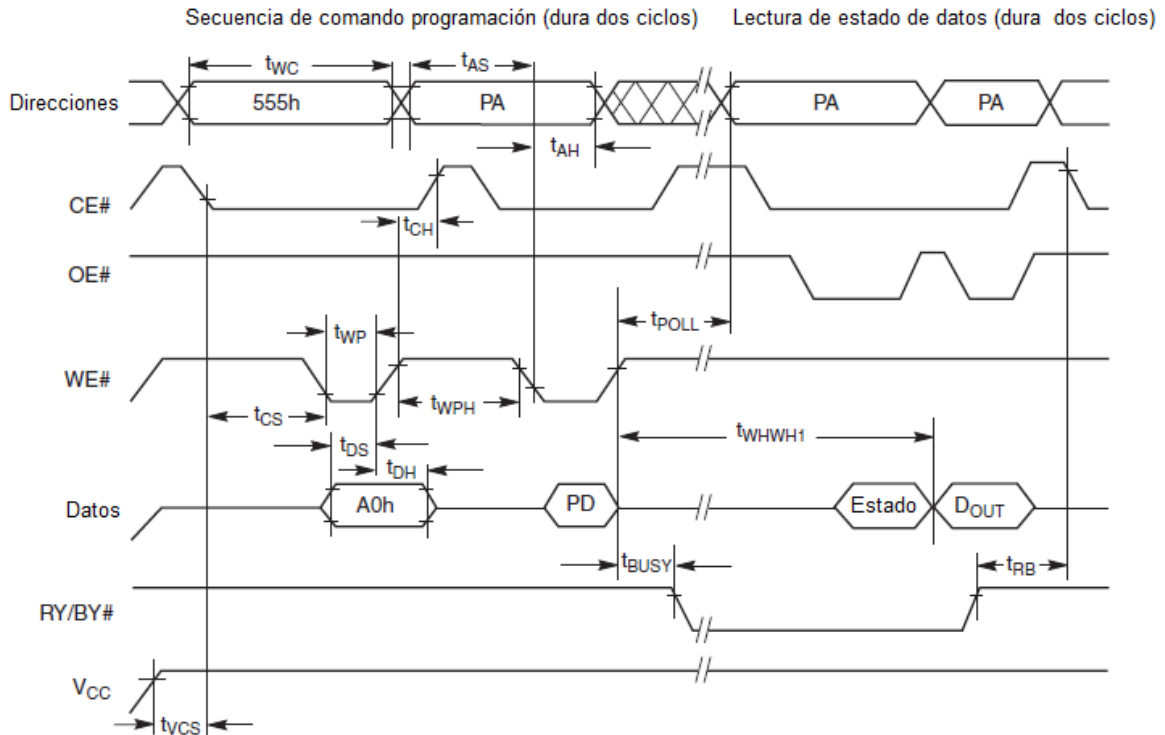 Secuencia de comando programación (dura dos ciclos) Lectura de estado de datos (dura dos ciclos)
tWC tAS
Direcciones 555h PA PA PA
tAH
CE#
tCH
OE#
tWP tPOLL
WE#
tWPH
tCS tWHWH1
tDS
tDH
Datos A0h PD Estado DOUT
tBUSY tRB
RY/BY#
VCC
tVCS